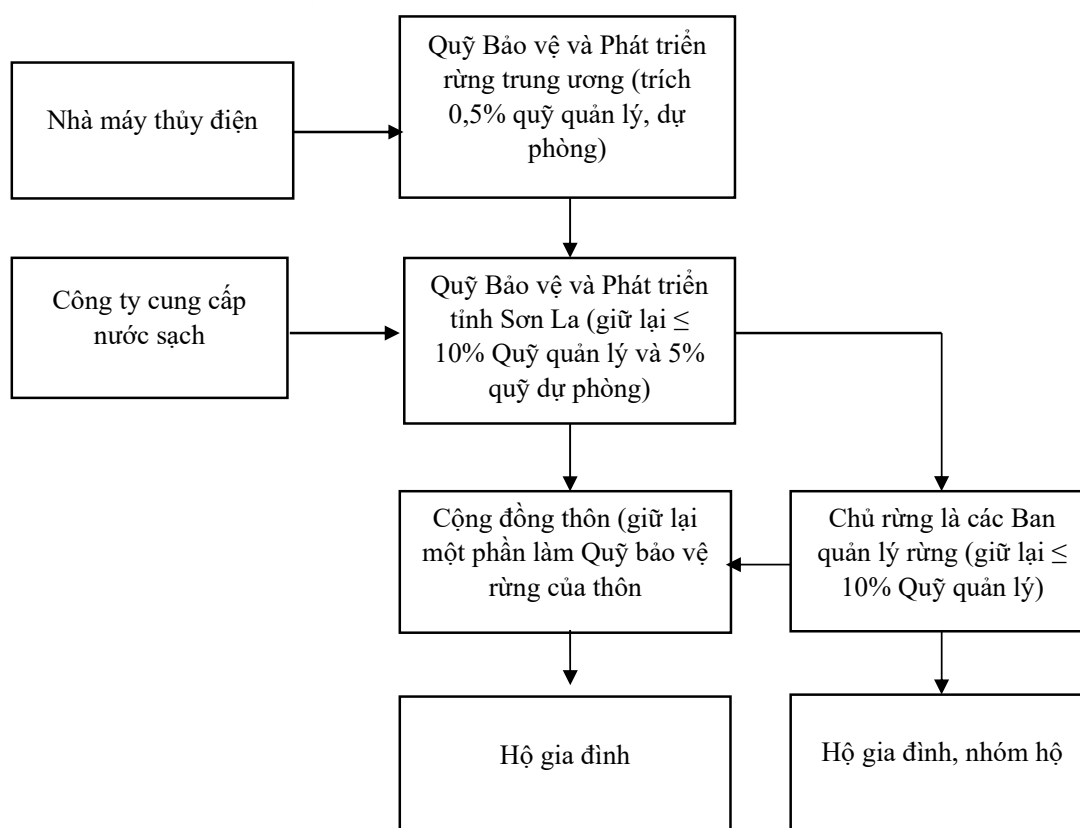 Quỹ Bảo vệ và Phát triển
rừng trung ương (trích
0,5% quỹ quản lý, dự
phòng)
Nhà máy thủy điện
Quỹ Bảo vệ và Phát triển
tỉnh Sơn La (giữ lại ≤
10% Quỹ quản lý và 5%
quỹ dự phòng)
Công ty cung cấp
nước sạch
Cộng đồng thôn (giữ lại
một phần làm Quỹ bảo vệ
rừng của thôn
Chủ rừng là các Ban
quản lý rừng (giữ lại ≤
10% Quỹ quản lý)
Hộ gia đình
Hộ gia đình, nhóm hộ